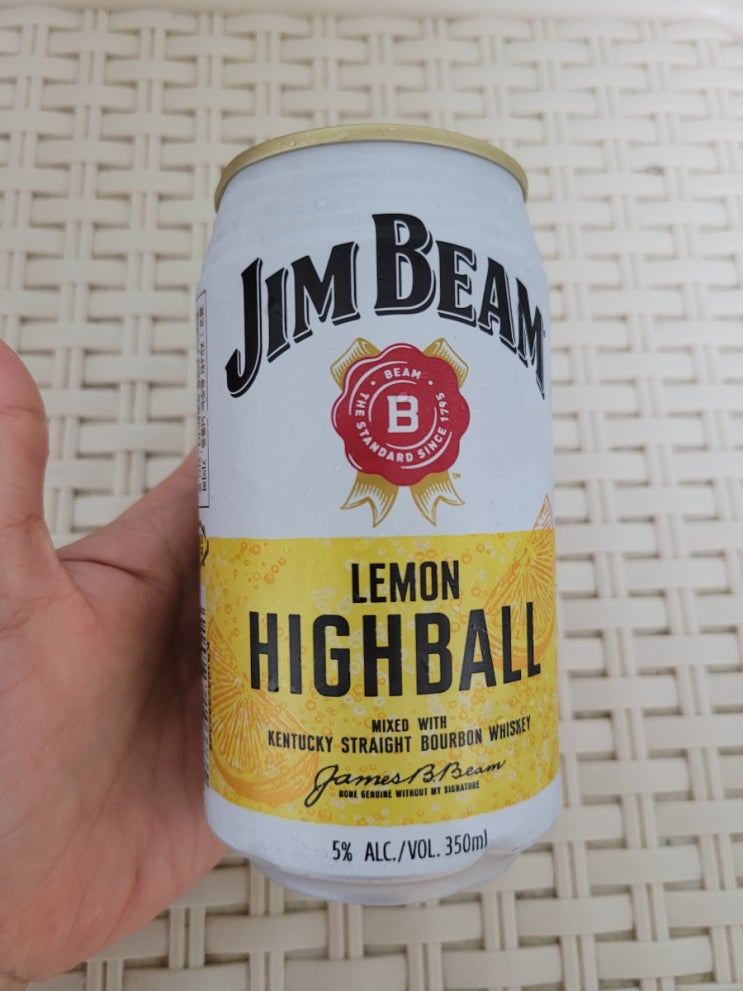 JIM BEAM
BEAM
B
THE STANDARD SINCE 1795
TM
LEMON
HIGHBALL
MIXED WITH
KENTUCKY STRAIGHT BOURBON WHISKEY
James B. Beam
NONE GENUINE WITHOUT MY SIGNATURE
5% ALC./VOL. 350ml